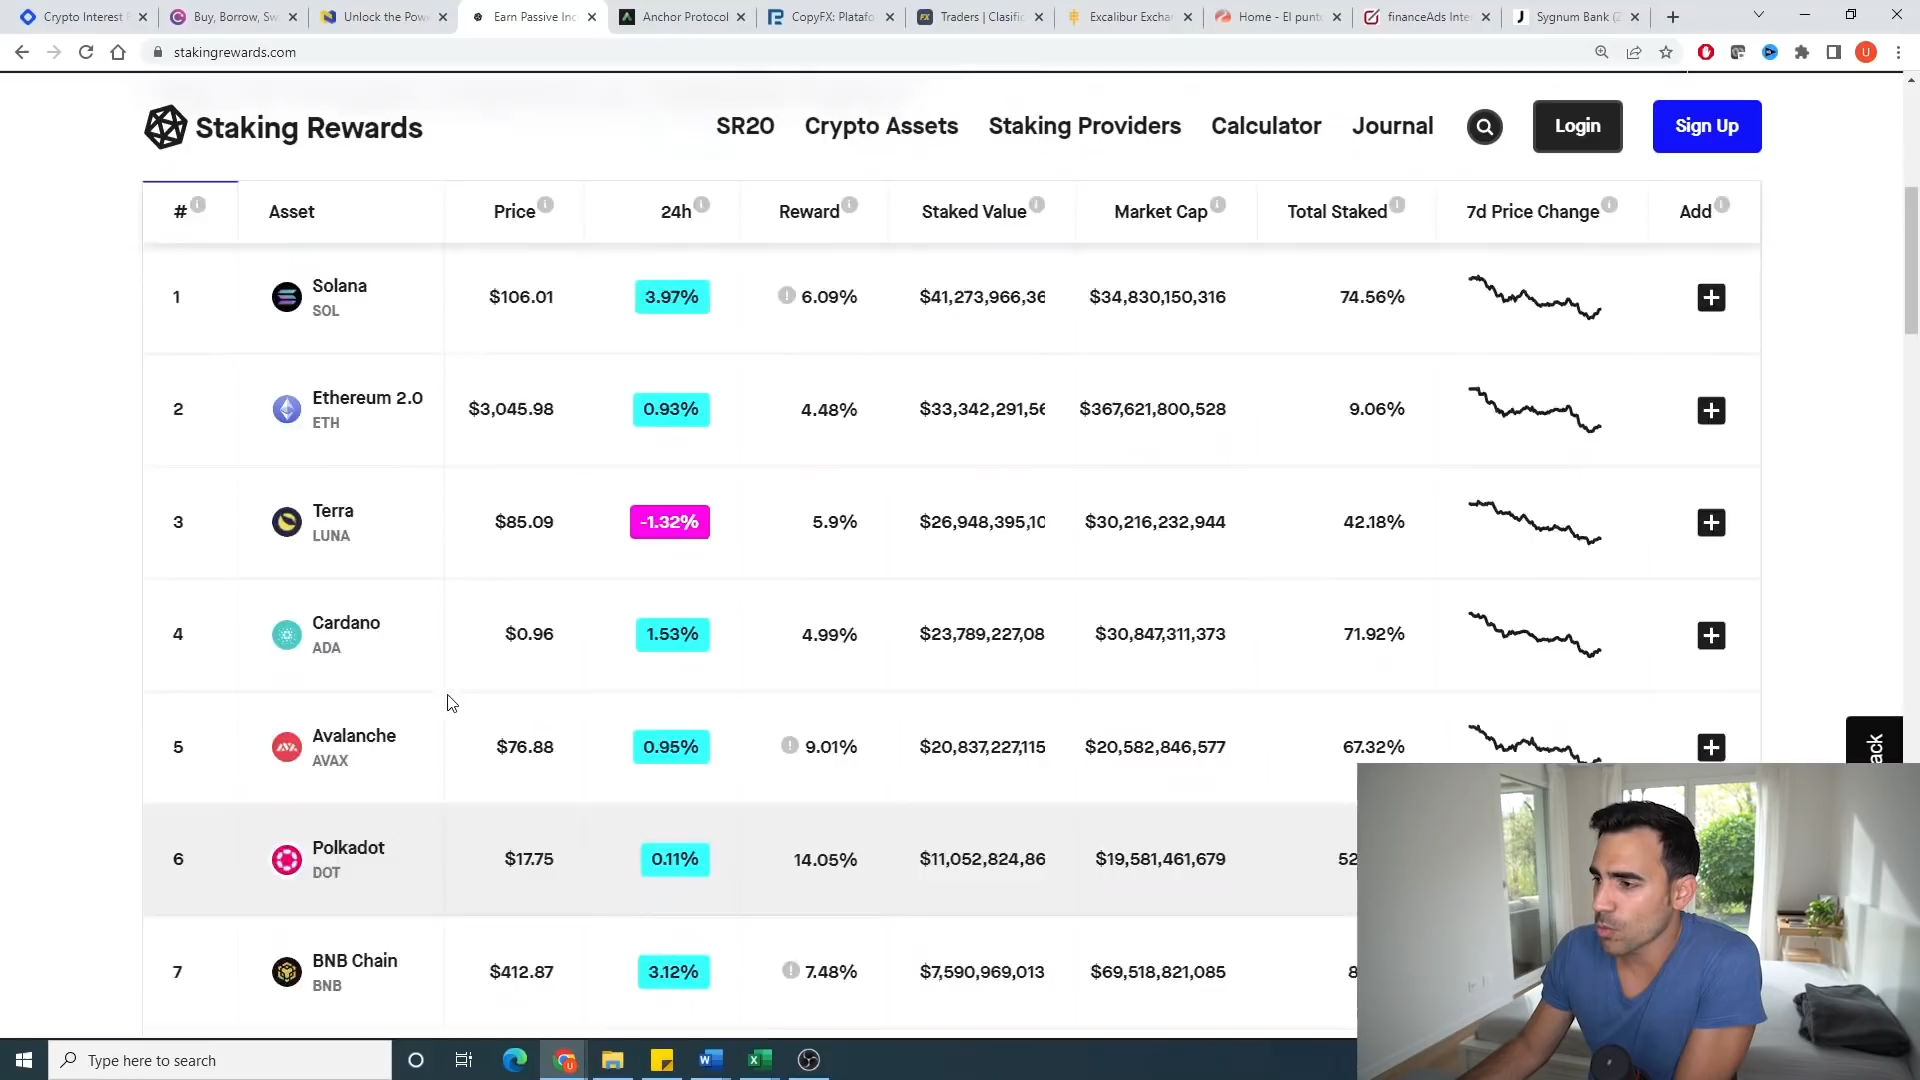 Crypto Interest
Buy, Borrow, Sw
Unlock the Pow
Earn Passive Inc
Anchor Protocol
CopyFX: Platafo
Traders | Clasific
Excalibur Excha
Home - El punto
financeAds Inte
Sygnum Bank (
stakingrewards.com
U
Staking Rewards
SR20
Crypto Assets
Staking Providers
Calculator
Journal
Login
Sign Up
# Asset Price 24h Reward Staked Value Market Cap Total Staked 7d Price Change Add
1 Solana $106.01 3.97% 6.09% $41,273,966,36 $34,830,150,316 74.56%
SOL
2 Ethereum 2.0 $3,045.98 0.93% 4.48% $33,342,291,56 $367,621,800,528 9.06%
ETH
3 Terra $85.09 -1.32% 5.9% $26,948,395,10 $30,216,232,944 42.18%
LUNA
4 Cardano $0.96 1.53% 4.99% $23,789,227,08 $30,847,311,373 71.92%
ADA
5 Avalanche $76.88 0.95% 9.01% $20,837,227,115 $20,582,846,577 67.32%
AVAX
6 Polkadot $17.75 0.11% 14.05% $11,052,824,86 $19,581,461,679 52
DOT
7 BNB Chain $412.87 3.12% 7.48% $7,590,969,013 $69,518,821,085 8
BNB
ack
Type here to search